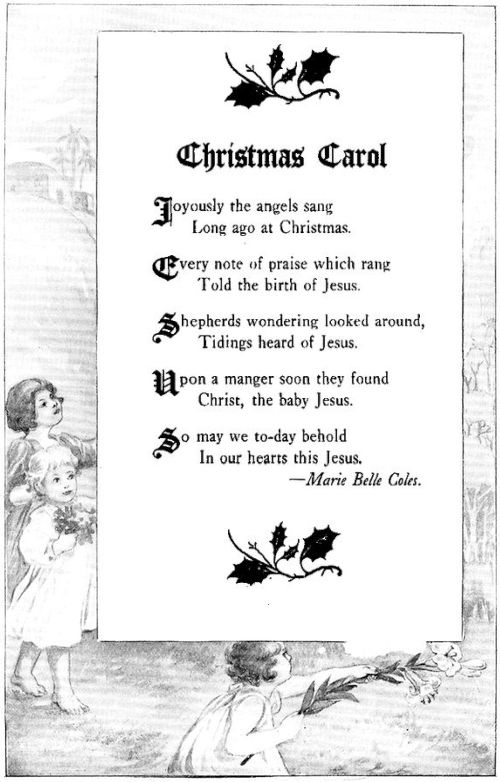 Christmas Carol
Joyously the angels sang
Long ago at Christmas.
Every note of praise which rang
Told the birth of Jesus.
Shepherds wondering looked around,
Tidings heard of Jesus.
Upon a manger soon they found
Christ, the baby Jesus.
So may we to-day behold
In our hearts this Jesus.
—Marie Belle Coles.